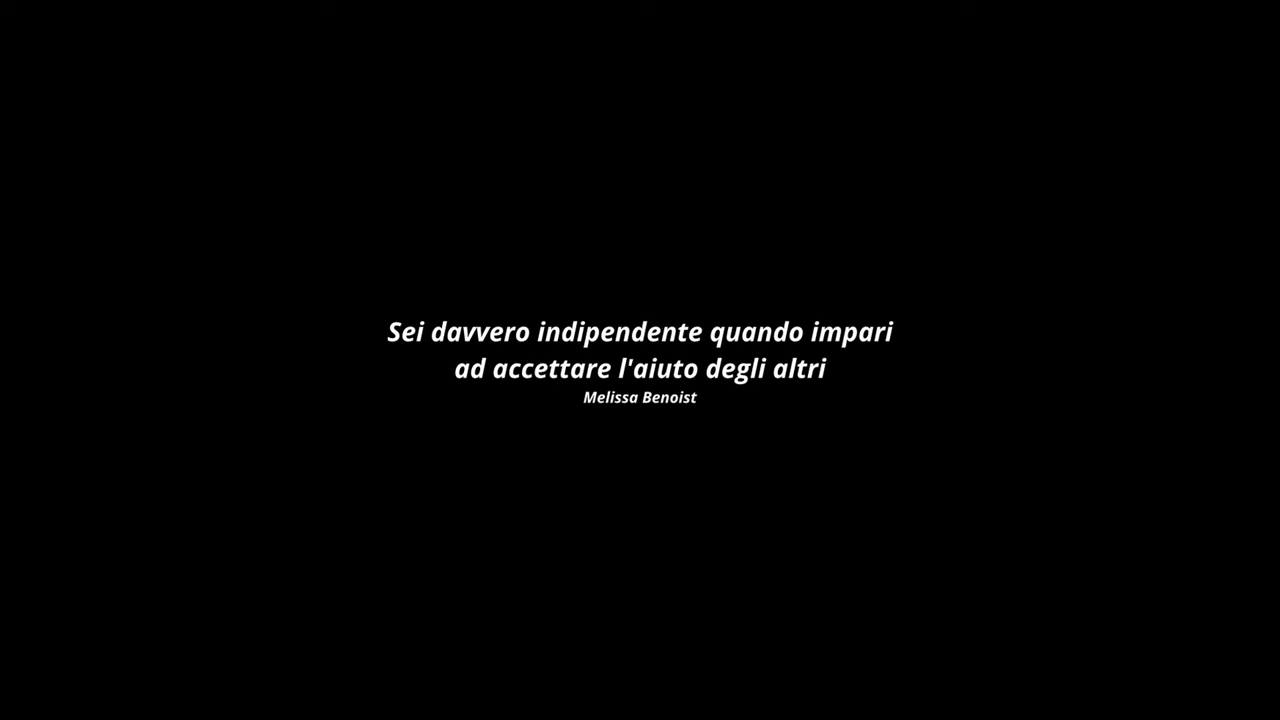 Sei davvero indipendente quando impari
ad accettare l'aiuto degli altri
Melissa Benoist